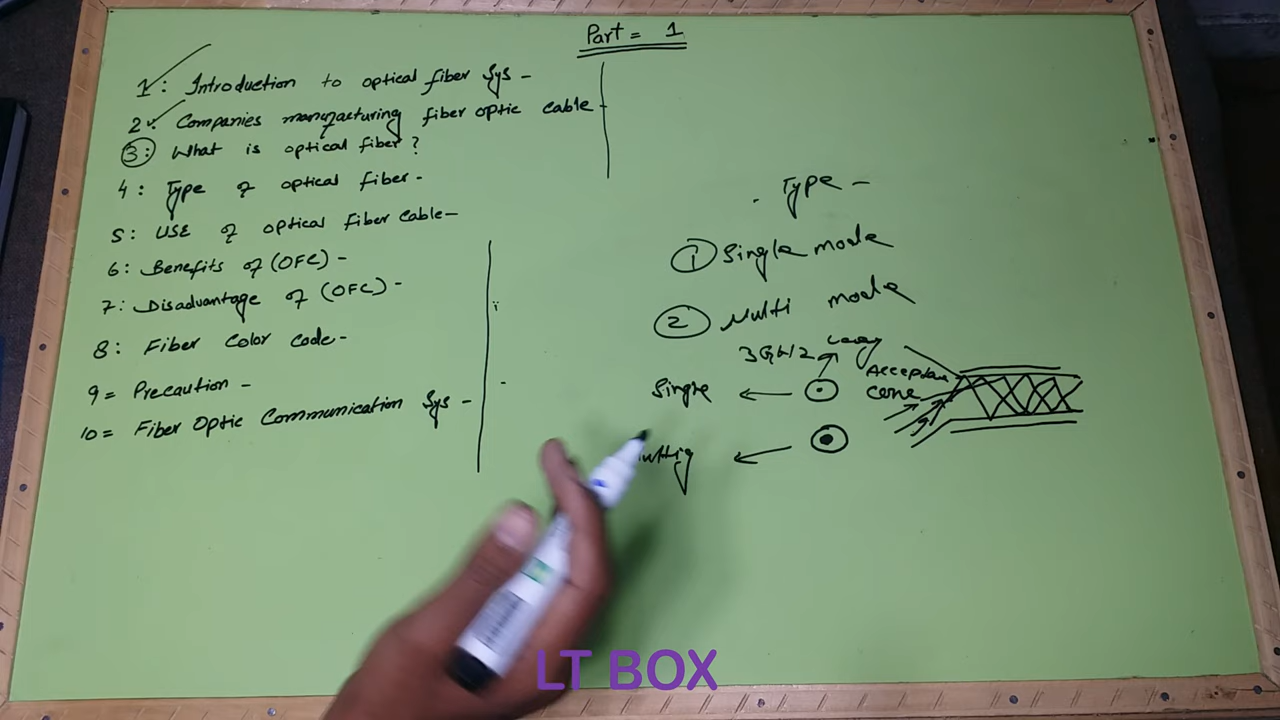 Part = 1
1: Introduction to optical fiber Sys -
2: Companies manufacturing fiber optic cable -
3: What is optical fiber?
4: Type of optical fiber -
5: USE of optical fiber cable -
6: Benefits of (OFC) -
7: Disadvantage of (OFC) -
8: Fiber Color Code -
9= Precaution -
10= Fiber Optic Communication Sys -
Type -
1 Single mode
2 Multi mode
3GHz
Single
cone
LT BOX